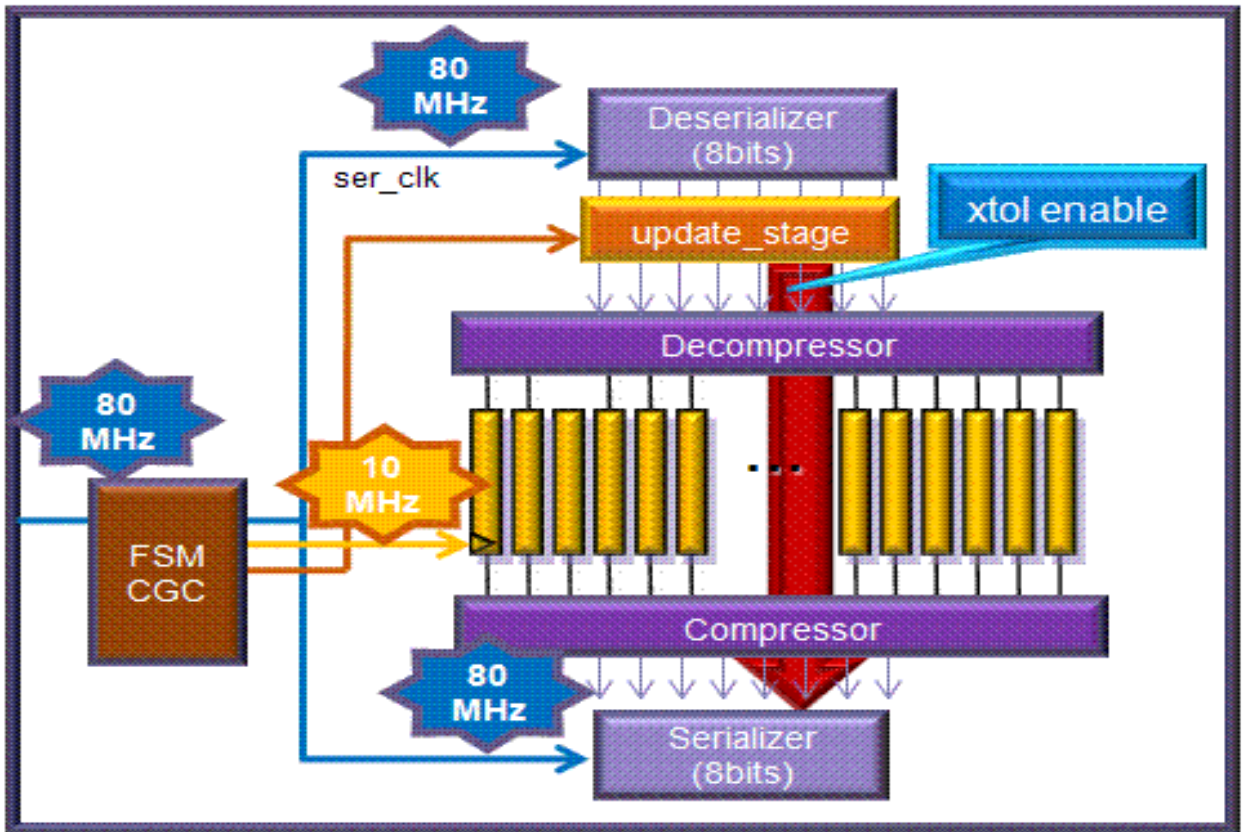 80
MHz
Deserializer
(8bits)
ser_clk
xtol enable
update_stage
Decompressor
80
MHz
10
MHz
...
FSM
CGC
Compressor
80
MHz
Serializer
(8bits)